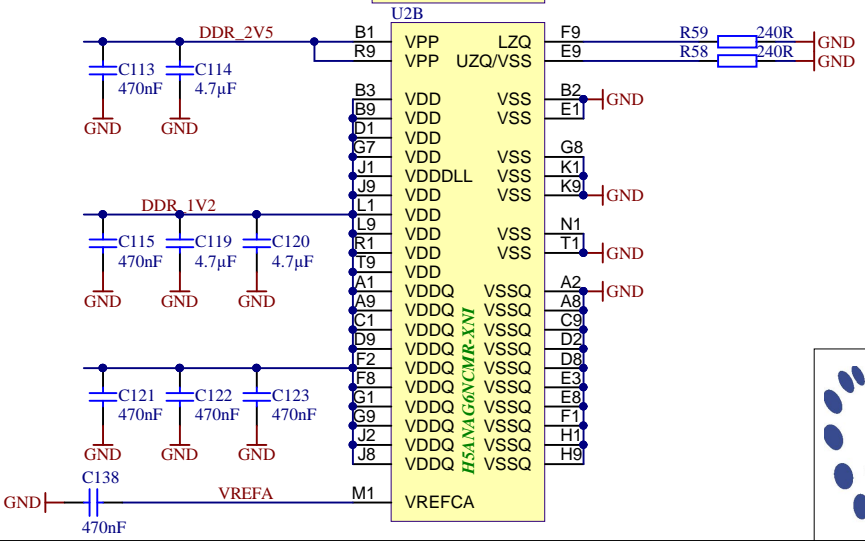 U2B
DDR_2V5 B1 VPP LZQ F9 R59 240R GND
R9 VPP UZQ/VSS E9 R58 240R GND
C113 C114
470nF 4.7µF
GND GND
B3 VDD VSS B2 GND
B9 VDD VSS E1
D1 VDD
G7 VDD VSS G8
J1 VDDDLL VSS K1
J9 VDD VSS K9 GND
DDR_1V2 L1 VDD
L9 VDD VSS N1
R1 VDD VSS T1 GND
T9 VDD
C115 C119 C120
470nF 4.7µF 4.7µF
GND GND GND
A1 VDDQ VSSQ A2 GND
A9 VDDQ VSSQ A8
C1 VDDQ VSSQ C9
D9 VDDQ VSSQ D2
F2 VDDQ VSSQ D8
F8 VDDQ VSSQ E3
G1 VDDQ VSSQ E8
G9 VDDQ VSSQ F1
J2 VDDQ VSSQ H1
J8 VDDQ VSSQ H9
H5ANAG6NCMR-XNI
C121 C122 C123
470nF 470nF 470nF
GND GND GND
C138
GND VREFA M1 VREFCA
470nF